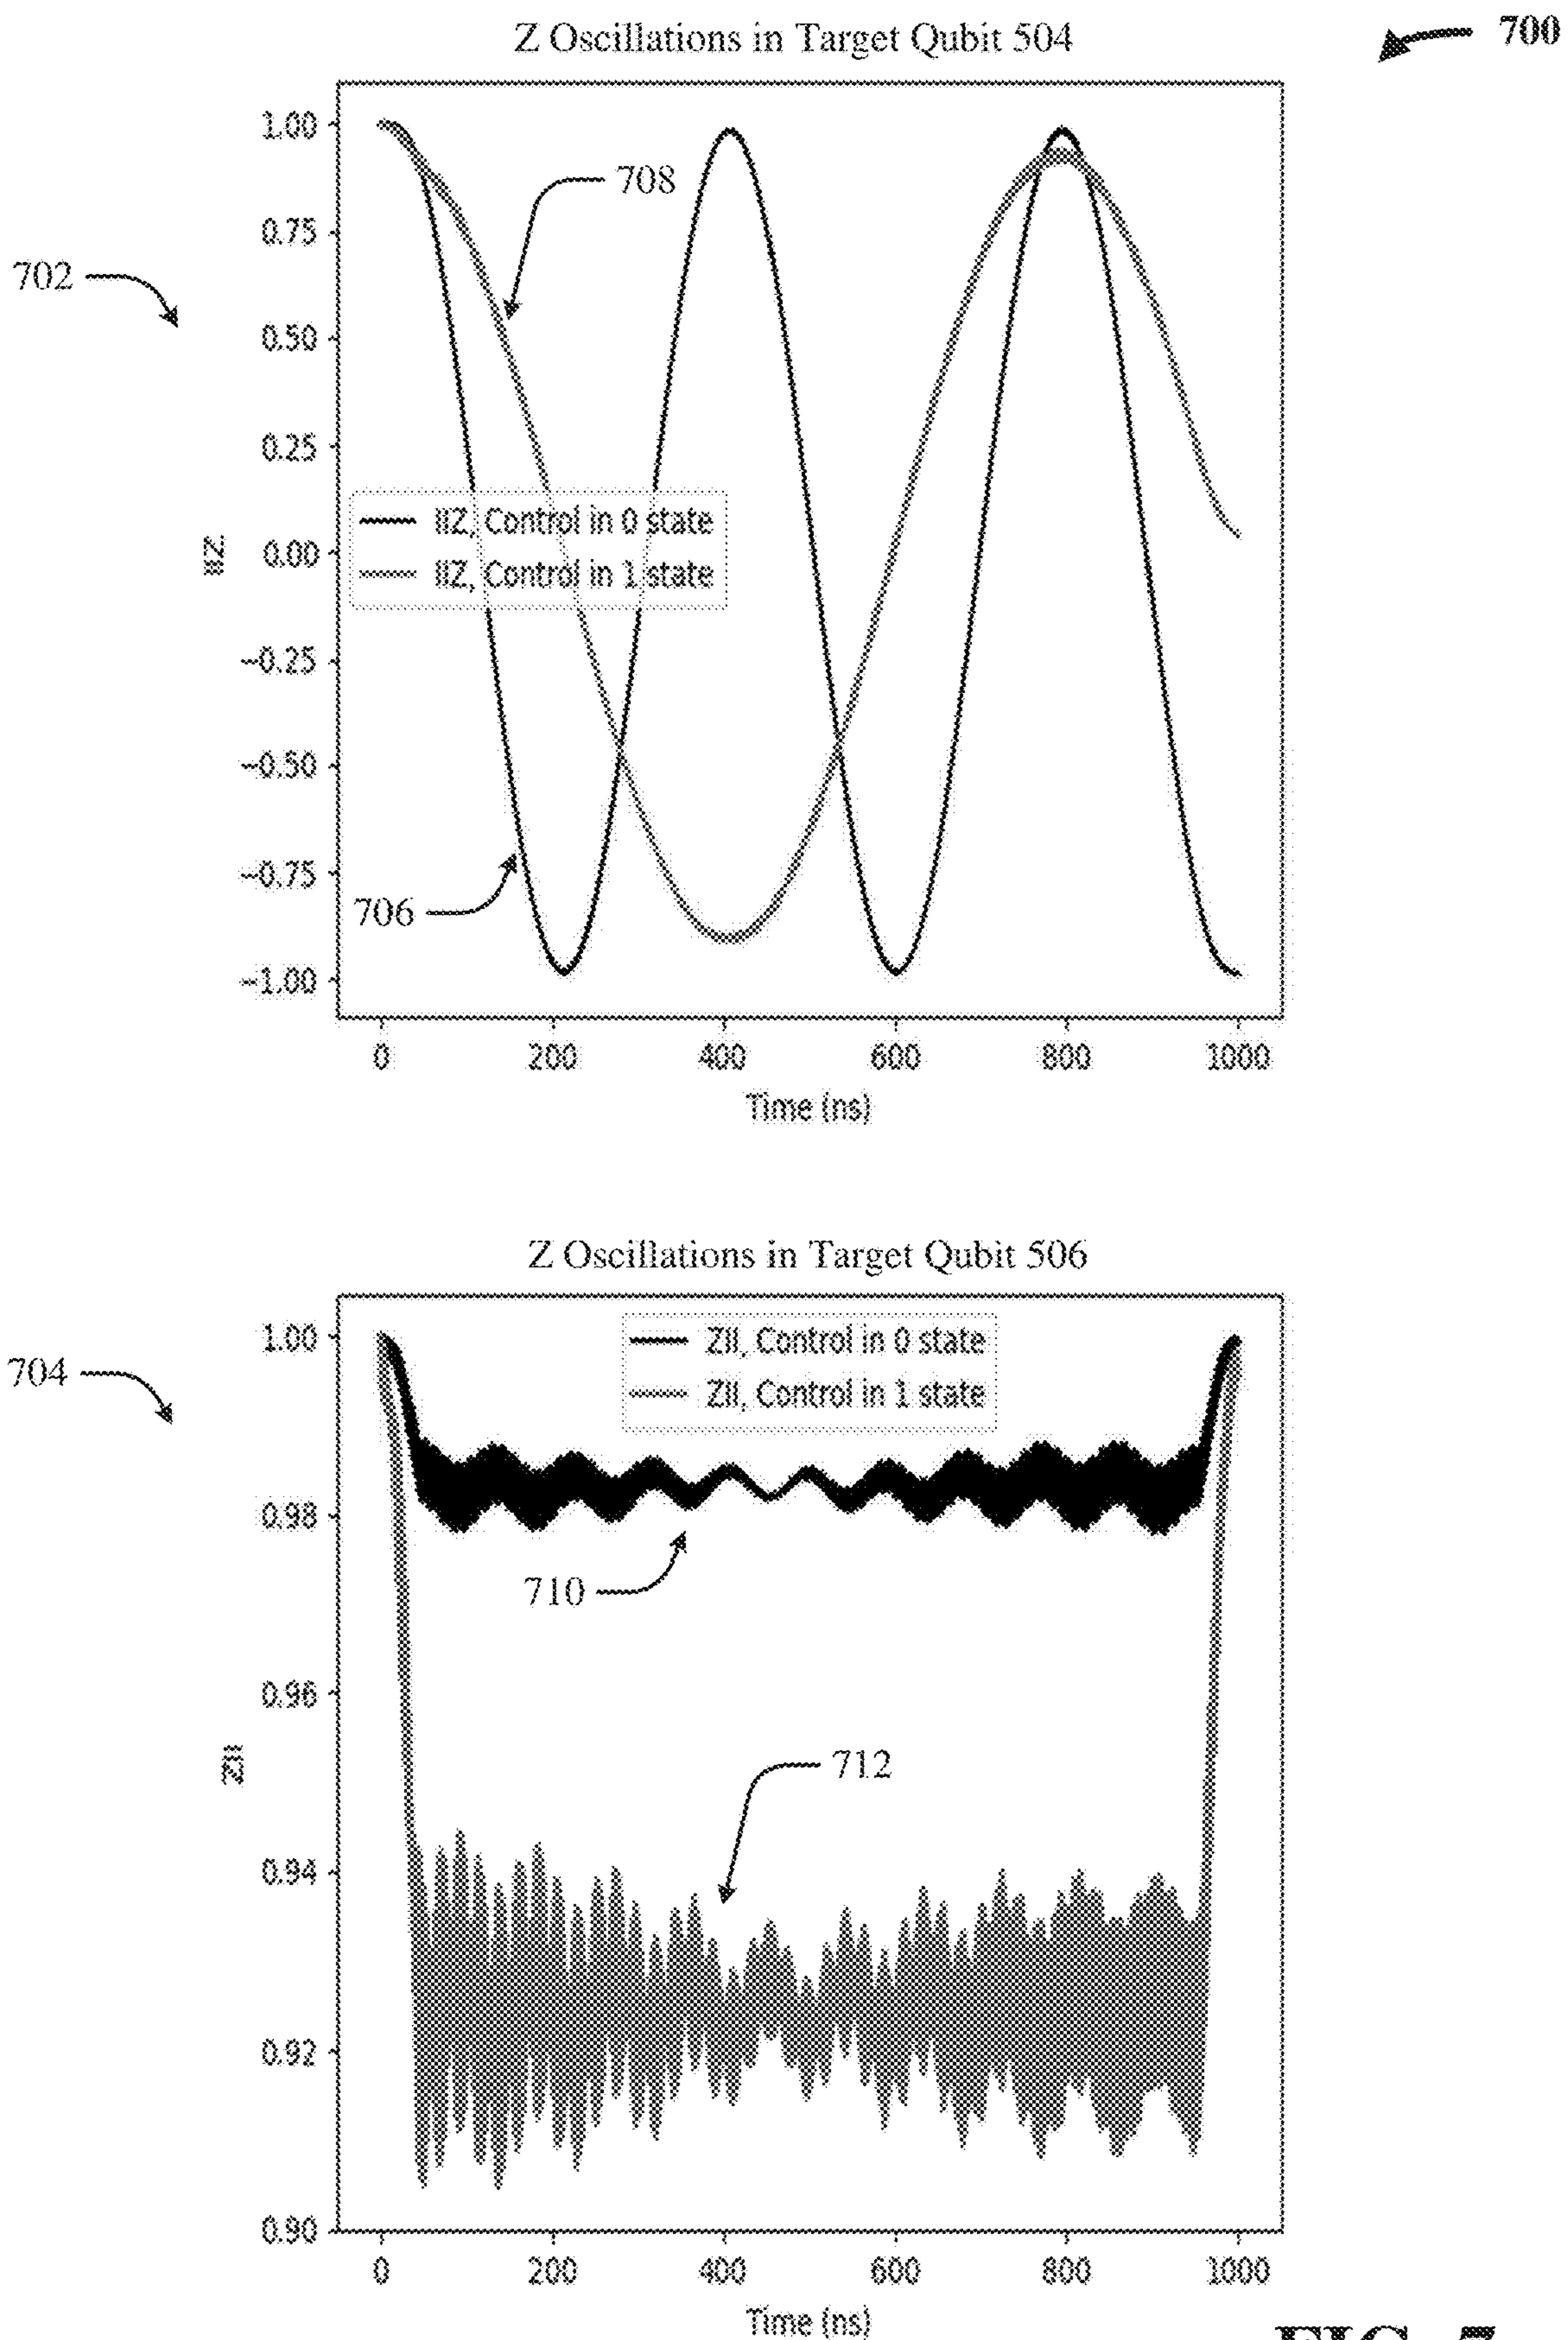 Z Oscillations in Target Qubit 504
700
1.00
708
0.75
702
0.50
0.25
IIZ, Control in 0 state
IIZ
0.00
IIZ, Control in 1 state
−0.25
−0.50
−0.75
706
−1.00
0 200 400 600 800 1000
Time (ns)
Z Oscillations in Target Qubit 506
1.00
ZII, Control in 0 state
704
ZII, Control in 1 state
0.98
710
0.96
ZII
712
0.94
0.92
0.90
0 200 400 600 800 1000
Time (ns)
FIG. 7